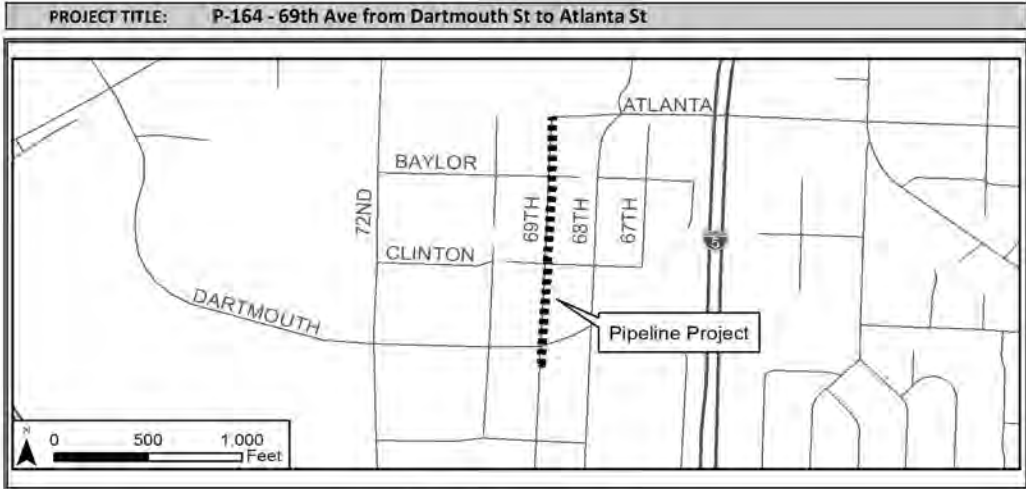 PROJECT TITLE: P-164 - 69th Ave from Dartmouth St to Atlanta St
ATLANTA
BAYLOR
72ND
69TH
68TH
67TH
5
CLINTON
DARTMOUTH
Pipeline Project
N
0 500 1,000
Feet